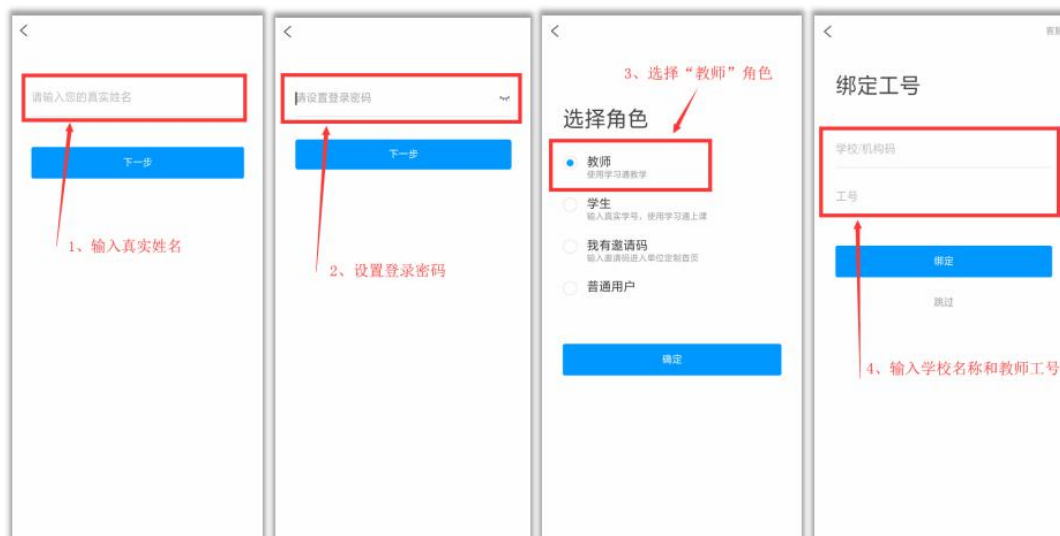 请输入您的真实姓名
下一步
1、输入真实姓名
请设置登录密码
下一步
2、设置登录密码
3、选择“教师”角色
选择角色
教师
使用学习通教学
学生
输入真实学号，使用学习通上课
我有邀请码
输入邀请码进入单位定制首页
普通用户
确定
绑定工号
学校/机构码
工号
绑定
跳过
4、输入学校名称和教师工号